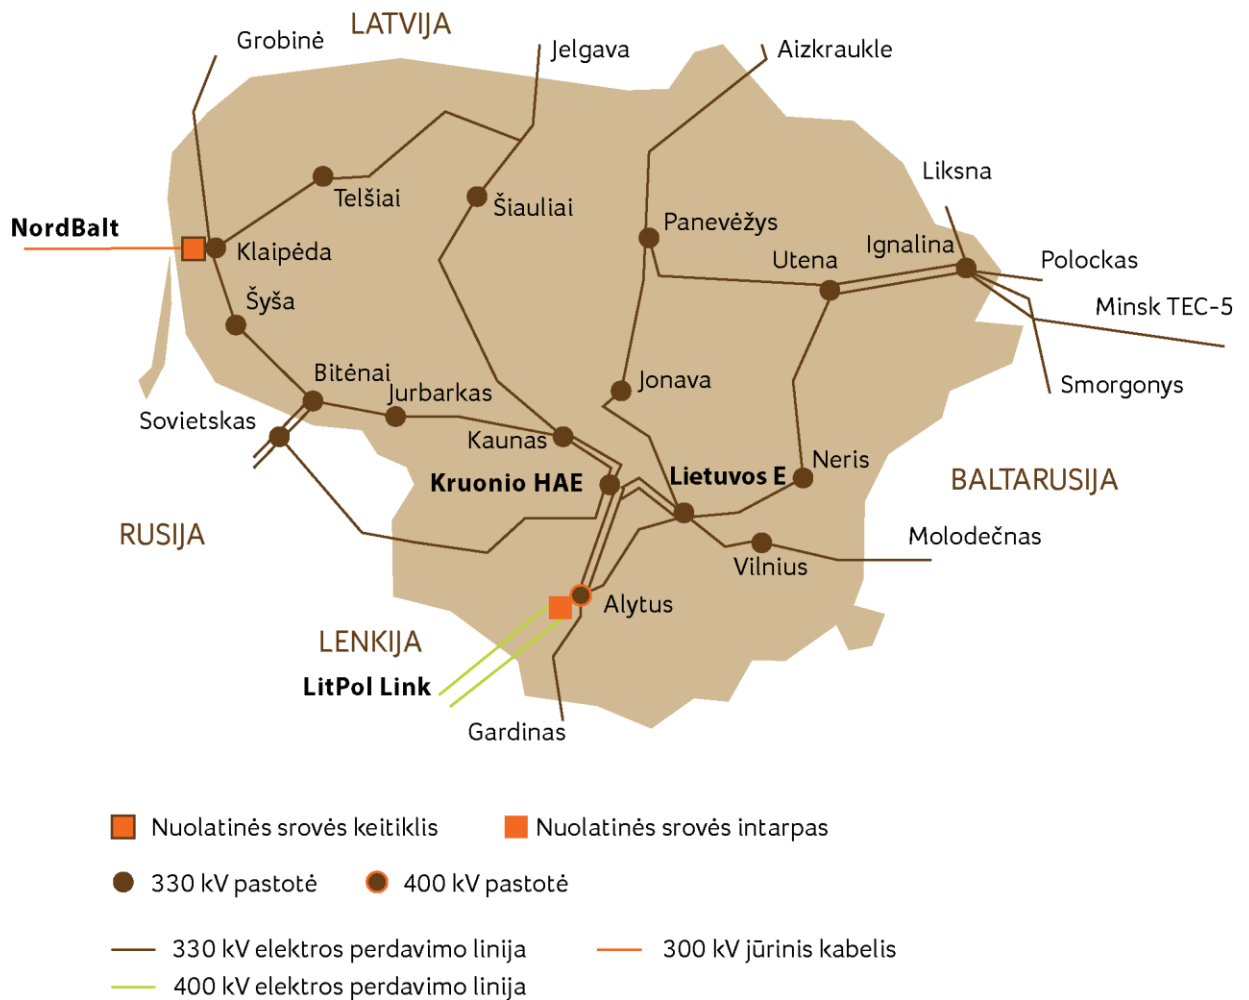 LATVIJA
Grobinė
Jelgava
Aizkraukle
Liksna
Telšiai
Šiauliai
Panevėžys
NordBalt
Klaipėda
Utena
Ignalina
Polockas
Minsk TEC-5
Šyša
Bitėnai
Jurbarkas
Jonava
Smorgonys
Sovietskas
Kaunas
Neris
Kruonio HAE
Lietuvos E
BALTARUSIJA
RUSIJA
Molodečnas
Vilnius
Alytus
LENKIJA
LitPol Link
Gardinas
Nuolatinės srovės keitiklis
Nuolatinės srovės intarpas
330 kV pastotė
400 kV pastotė
330 kV elektros perdavimo linija
300 kV jūrinis kabelis
400 kV elektros perdavimo linija